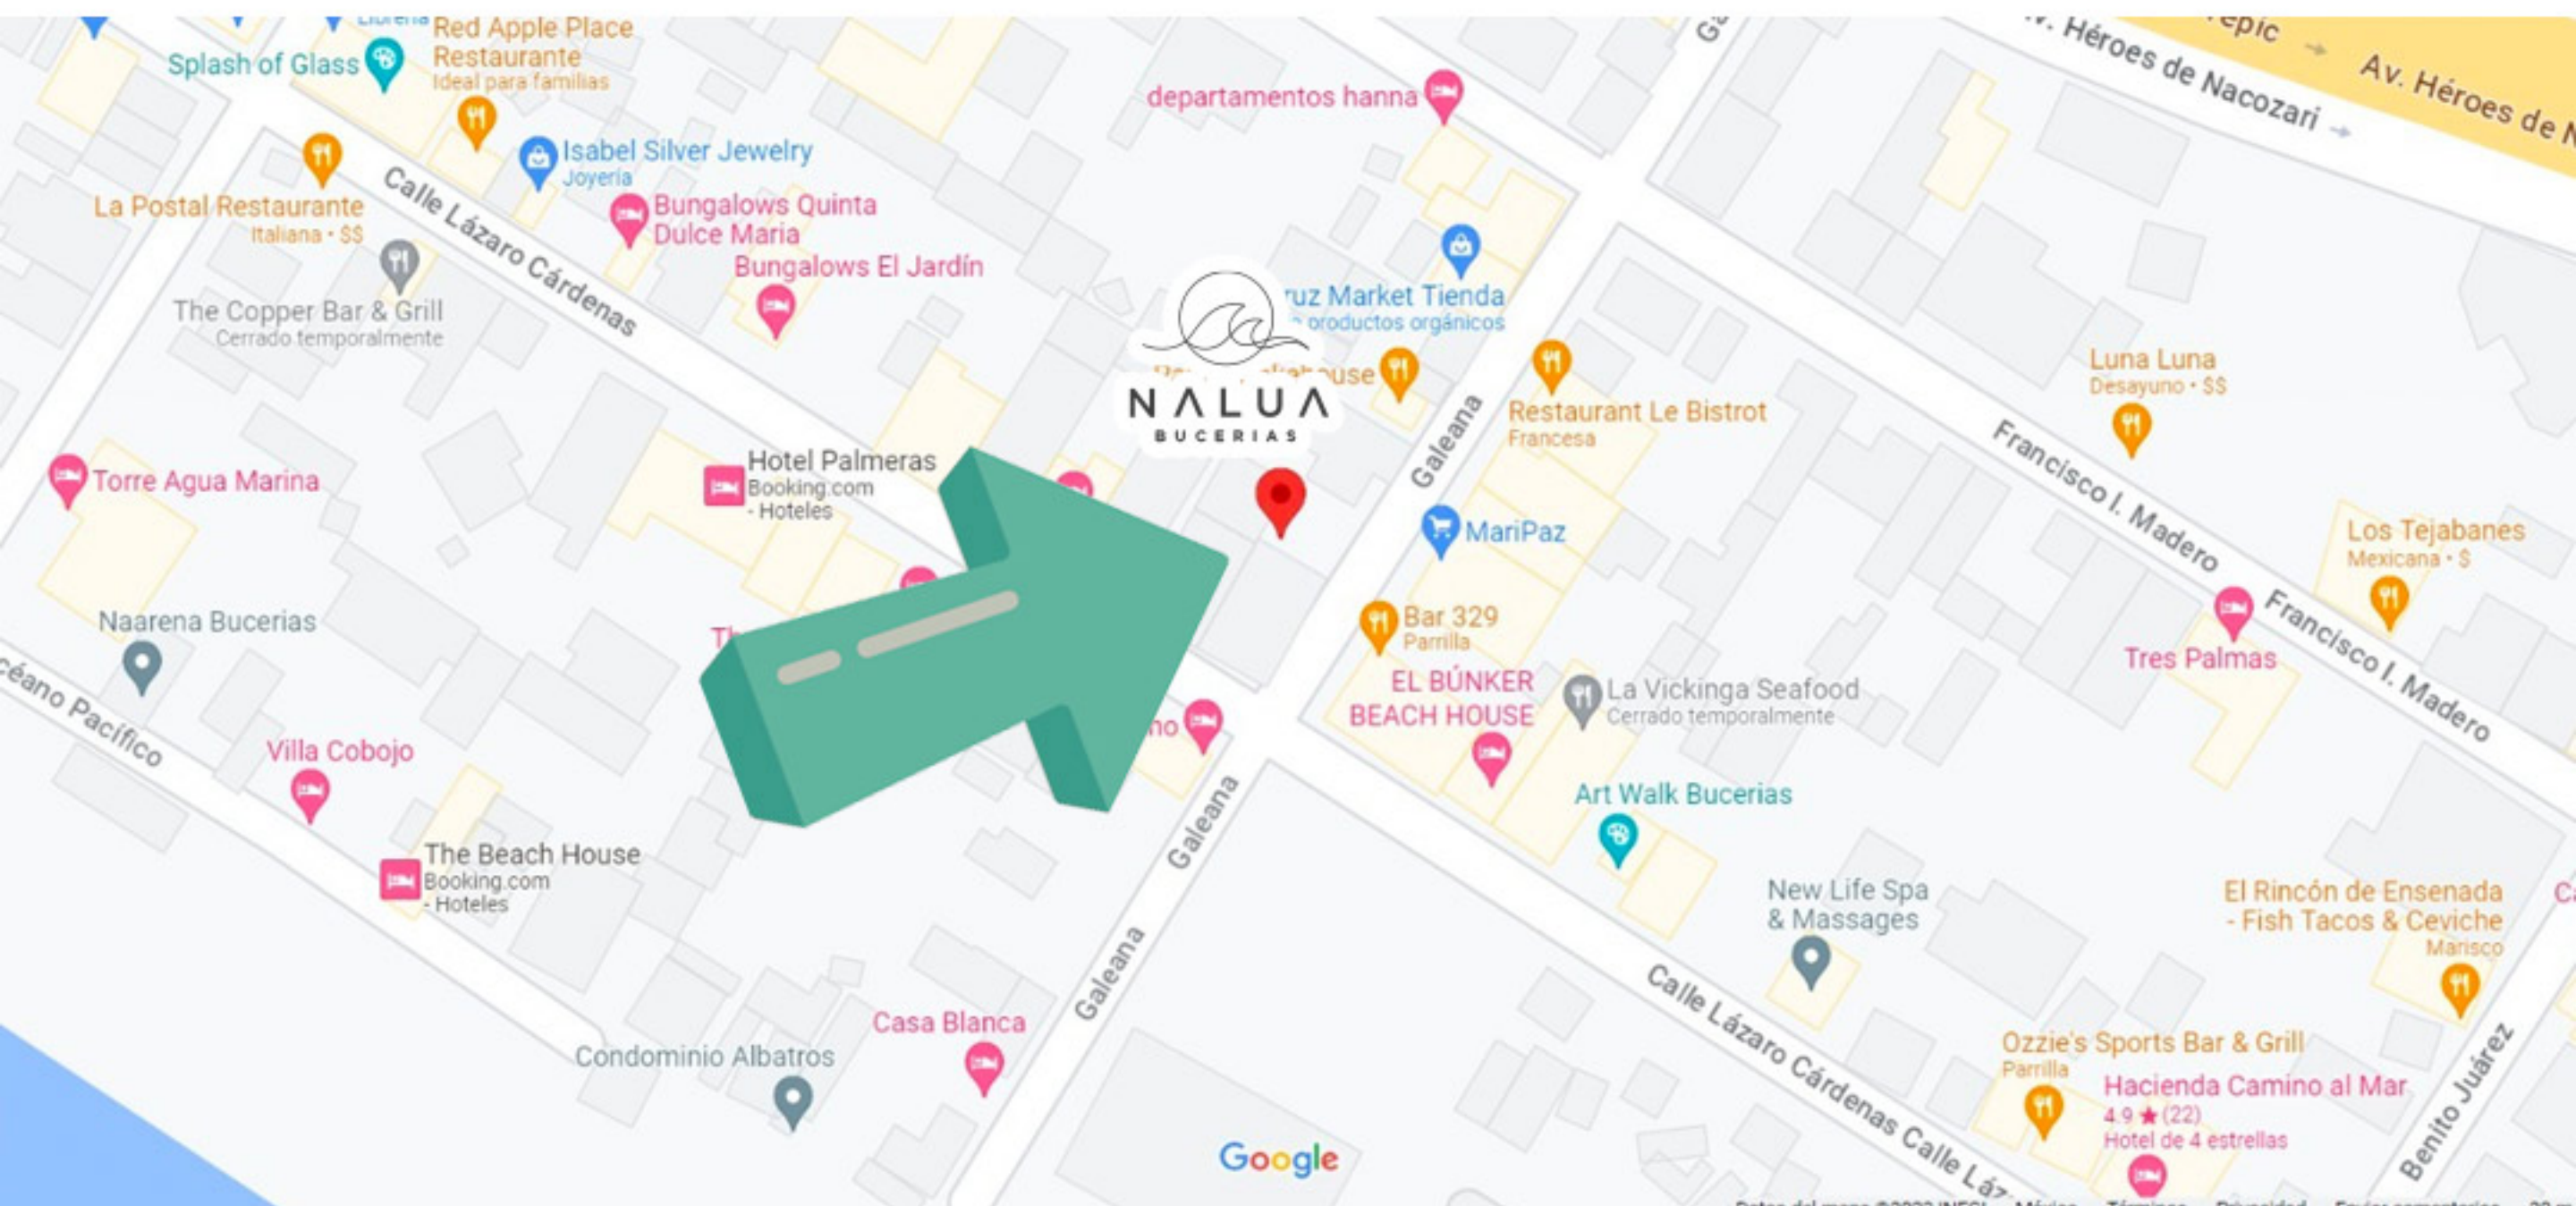 Red Apple Place
Restaurante
Ideal para familias
Splash of Glass
Isabel Silver Jewelry
Joyería
La Postal Restaurante
Italiana • $$
Calle Lázaro Cárdenas
Bungalows Quinta
Dulce Maria
Bungalows El Jardín
The Copper Bar & Grill
Cerrado temporalmente
departamentos hanna
Av. Héroes de Nacozari
Av. Héroes de N
Market Tienda
productos orgánicos
NALUA
BUCERIAS
Galeana
Restaurant Le Bistrot
Francesa
Luna Luna
Desayuno • $$
Francisco I. Madero
Hotel Palmeras
Booking.com
- Hoteles
Torre Agua Marina
MariPaz
Los Tejabanes
Mexicana • $
Naarena Bucerias
Bar 329
Parrilla
Tres Palmas
Francisco I. Madero
EL BÚNKER
BEACH HOUSE
La Vickinga Seafood
Cerrado temporalmente
céano Pacífico
Villa Cobojo
Galeana
Art Walk Bucerias
The Beach House
Booking.com
- Hoteles
New Life Spa
& Massages
El Rincón de Ensenada
- Fish Tacos & Ceviche
Marisco
Galeana
Calle Lázaro Cárdenas
Calle Láz
Casa Blanca
Condominio Albatros
Ozzie's Sports Bar & Grill
Parrilla
Hacienda Camino al Mar
4.9 ★ (22)
Hotel de 4 estrellas
Benito Juárez
Google